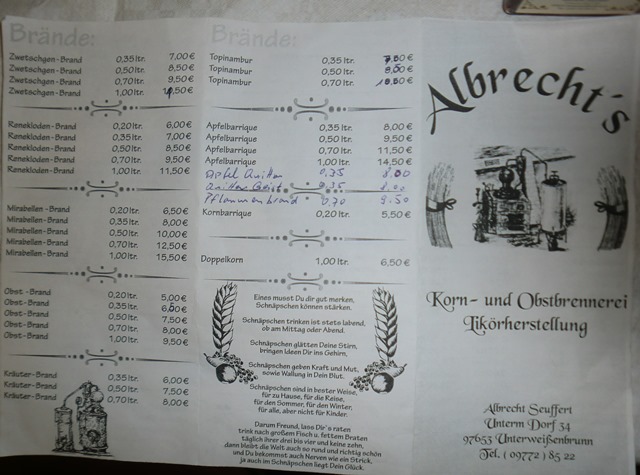 Brände:
Zwetschgen-Brand 0,35 ltr. 7,00 €
Zwetschgen-Brand 0,50 ltr. 8,50 €
Zwetschgen-Brand 0,70 ltr. 9,50 €
Zwetschgen-Brand 1,00 ltr.
Renekloden-Brand 0,20 ltr. 6,00 €
Renekloden-Brand 0,35 ltr. 7,00 €
Renekloden-Brand 0,50 ltr. 8,50 €
Renekloden-Brand 0,70 ltr. 9,50 €
Renekloden-Brand 1,00 ltr. 11,50 €
Mirabellen-Brand 0,20 ltr. 6,50 €
Mirabellen-Brand 0,35 ltr. 8,00 €
Mirabellen-Brand 0,50 ltr. 10,00 €
Mirabellen-Brand 0,70 ltr. 12,50 €
Mirabellen-Brand 1,00 ltr. 15,50 €
Obst-Brand 0,20 ltr. 5,00 €
Obst-Brand 0,35 ltr.
Obst-Brand 0,50 ltr. 7,50 €
Obst-Brand 0,70 ltr. 8,00 €
Obst-Brand 1,00 ltr. 9,50 €
Kräuter-Brand 0,35 ltr. 6,00 €
Kräuter-Brand 0,50 ltr. 7,50 €
Kräuter-Brand 0,70 ltr. 8,00 €
Brände:
Topinambur 0,35 ltr.
Topinambur 0,50 ltr.
Topinambur 0,70 ltr.
Apfelbarrique 0,35 ltr. 8,00 €
Apfelbarrique 0,50 ltr. 9,50 €
Apfelbarrique 0,70 ltr. 11,50 €
Apfelbarrique 1,00 ltr. 14,50 €
Apfel Quitten 0,35 8.00
Quitten Geist 0,35 8.00
Pflaumenbrand 0,70 9.50
Kornbarrique 0,20 ltr. 5,50 €
Doppelkorn 1,00 ltr. 6,50 €
Eines musst Du dir gut merken,
Schnäpschen können stärken.
Schnäpschen trinken ist stets labend,
ob am Mittag oder Abend.
Schnäpschen glätten Deine Stirn,
bringen Ideen Dir ins Gehirn,
Schnäpschen geben Kraft und Mut,
sowie Wallung in Dein Blut.
Schnäpschen sind in bester Weise,
für zu Hause, für die Reise,
für den Sommer, für den Winter,
für alle, aber nicht für Kinder.
Darum Freund, lass Dir´s raten
trink nach großem Fisch u. fettem Braten
täglich ihrer drei bis vier und keine zehn,
dann bleibt die Welt auch so rund und richtig schön
und Du bekommst auch Nerven wie ein Strick,
ja auch im Schnäpschen liegt Dein Glück.
Albrecht's
Korn- und Obstbrennerei
Likörherstellung
Albrecht Seuffert
Unterm Dorf 34
97653 Unterweißenbrunn
Tel. ( 09772 ) 85 22